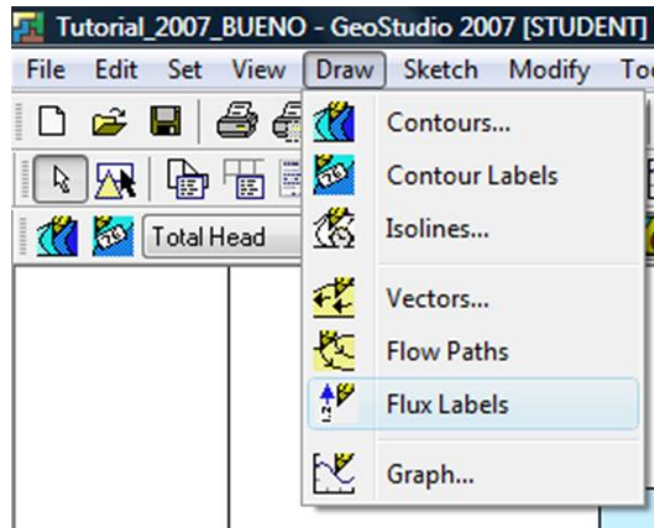 Tutorial_2007_BUENO - GeoStudio 2007 [STUDENT]
File Edit Set View Draw Sketch Modify
Contours...
Contour Labels
Total Head
Isolines...
Vectors...
Flow Paths
Flux Labels
Graph...